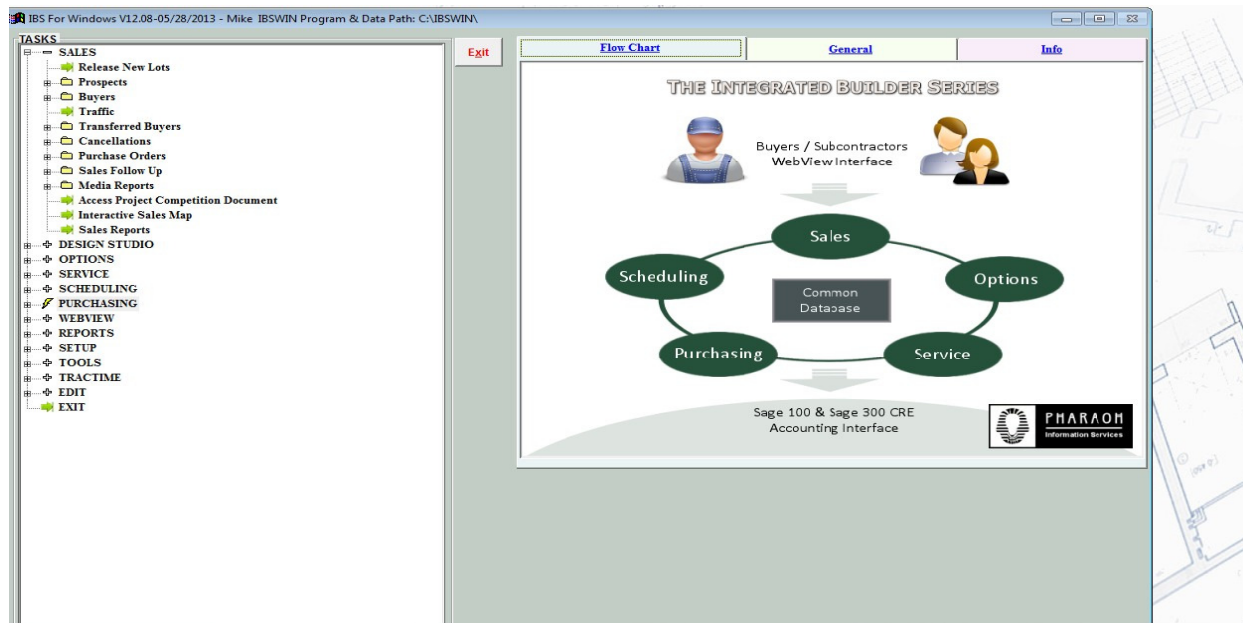 IBS For Windows V12.08-05/28/2013 - Mike IBSWIN Program & Data Path: C:\IBSWIN\
TASKS
SALES
Release New Lots
Prospects
Buyers
Traffic
Transferred Buyers
Cancellations
Purchase Orders
Sales Follow Up
Media Reports
Access Project Competition Document
Interactive Sales Map
Sales Reports
DESIGN STUDIO
OPTIONS
SERVICE
SCHEDULING
PURCHASING
WEBVIEW
REPORTS
SETUP
TOOLS
TRACTIME
EDIT
EXIT
Exit
Flow Chart
General
Info
THE INTEGRATED BUILDER SERIES
Buyers / Subcontractors
WebView Interface
Sales
Scheduling
Options
Common
Database
Purchasing
Service
Sage 100 & Sage 300 CRE
Accounting Interface
PHARAOH
Information Services